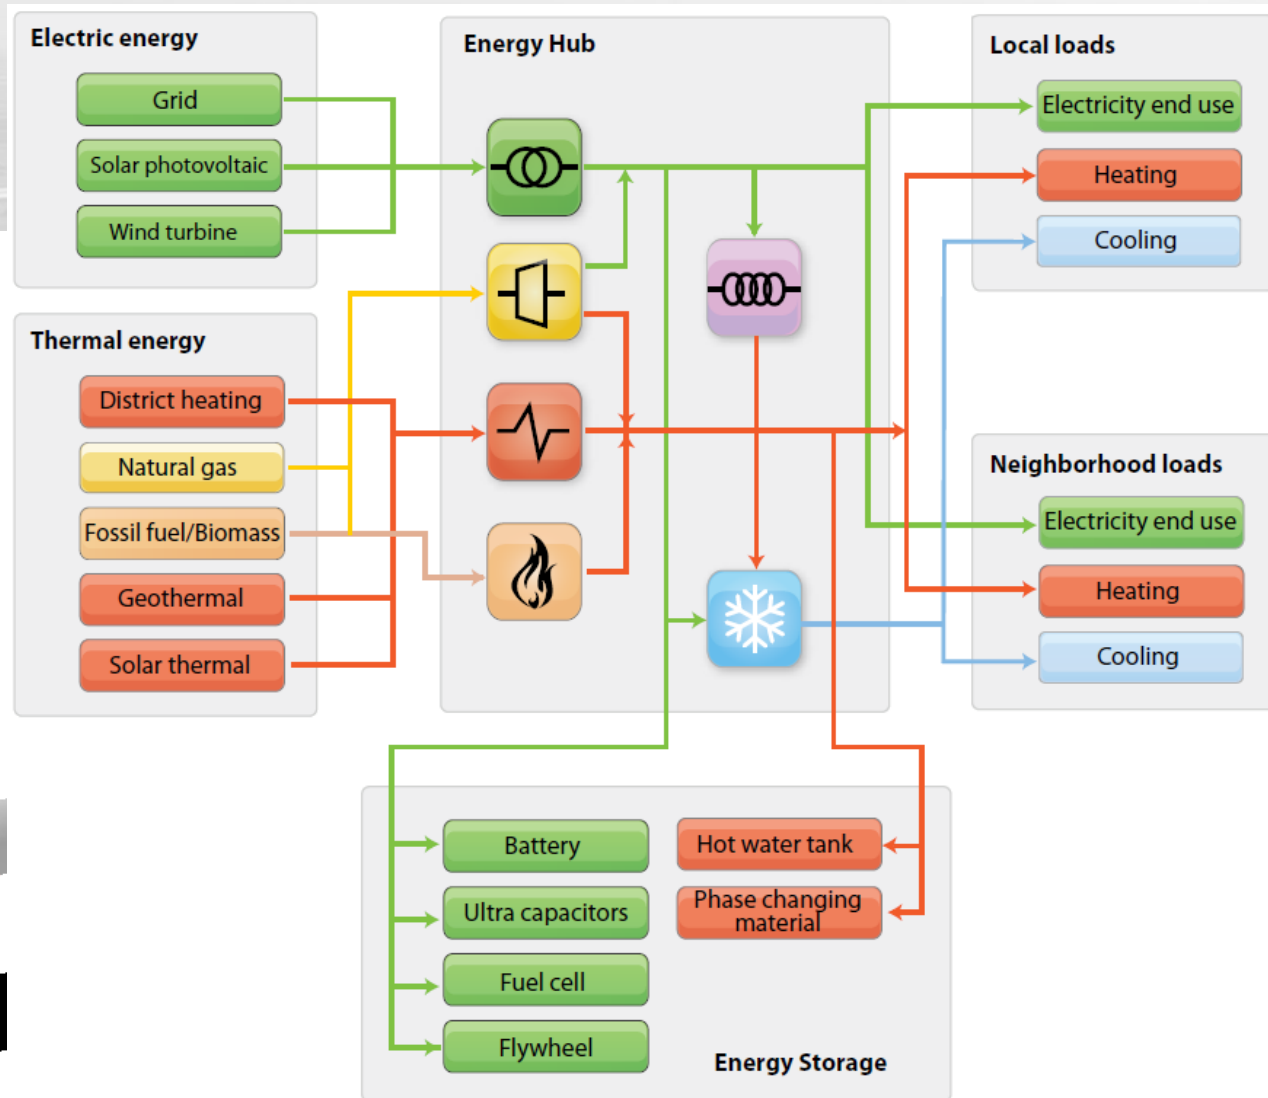 Electric energy
Grid
Solar photovoltaic
Wind turbine
Thermal energy
District heating
Natural gas
Fossil fuel/Biomass
Geothermal
Solar thermal
Energy Hub
Local loads
Electricity end use
Heating
Cooling
Neighborhood loads
Electricity end use
Heating
Cooling
Battery
Ultra capacitors
Fuel cell
Flywheel
Hot water tank
Phase changing
material
Energy Storage